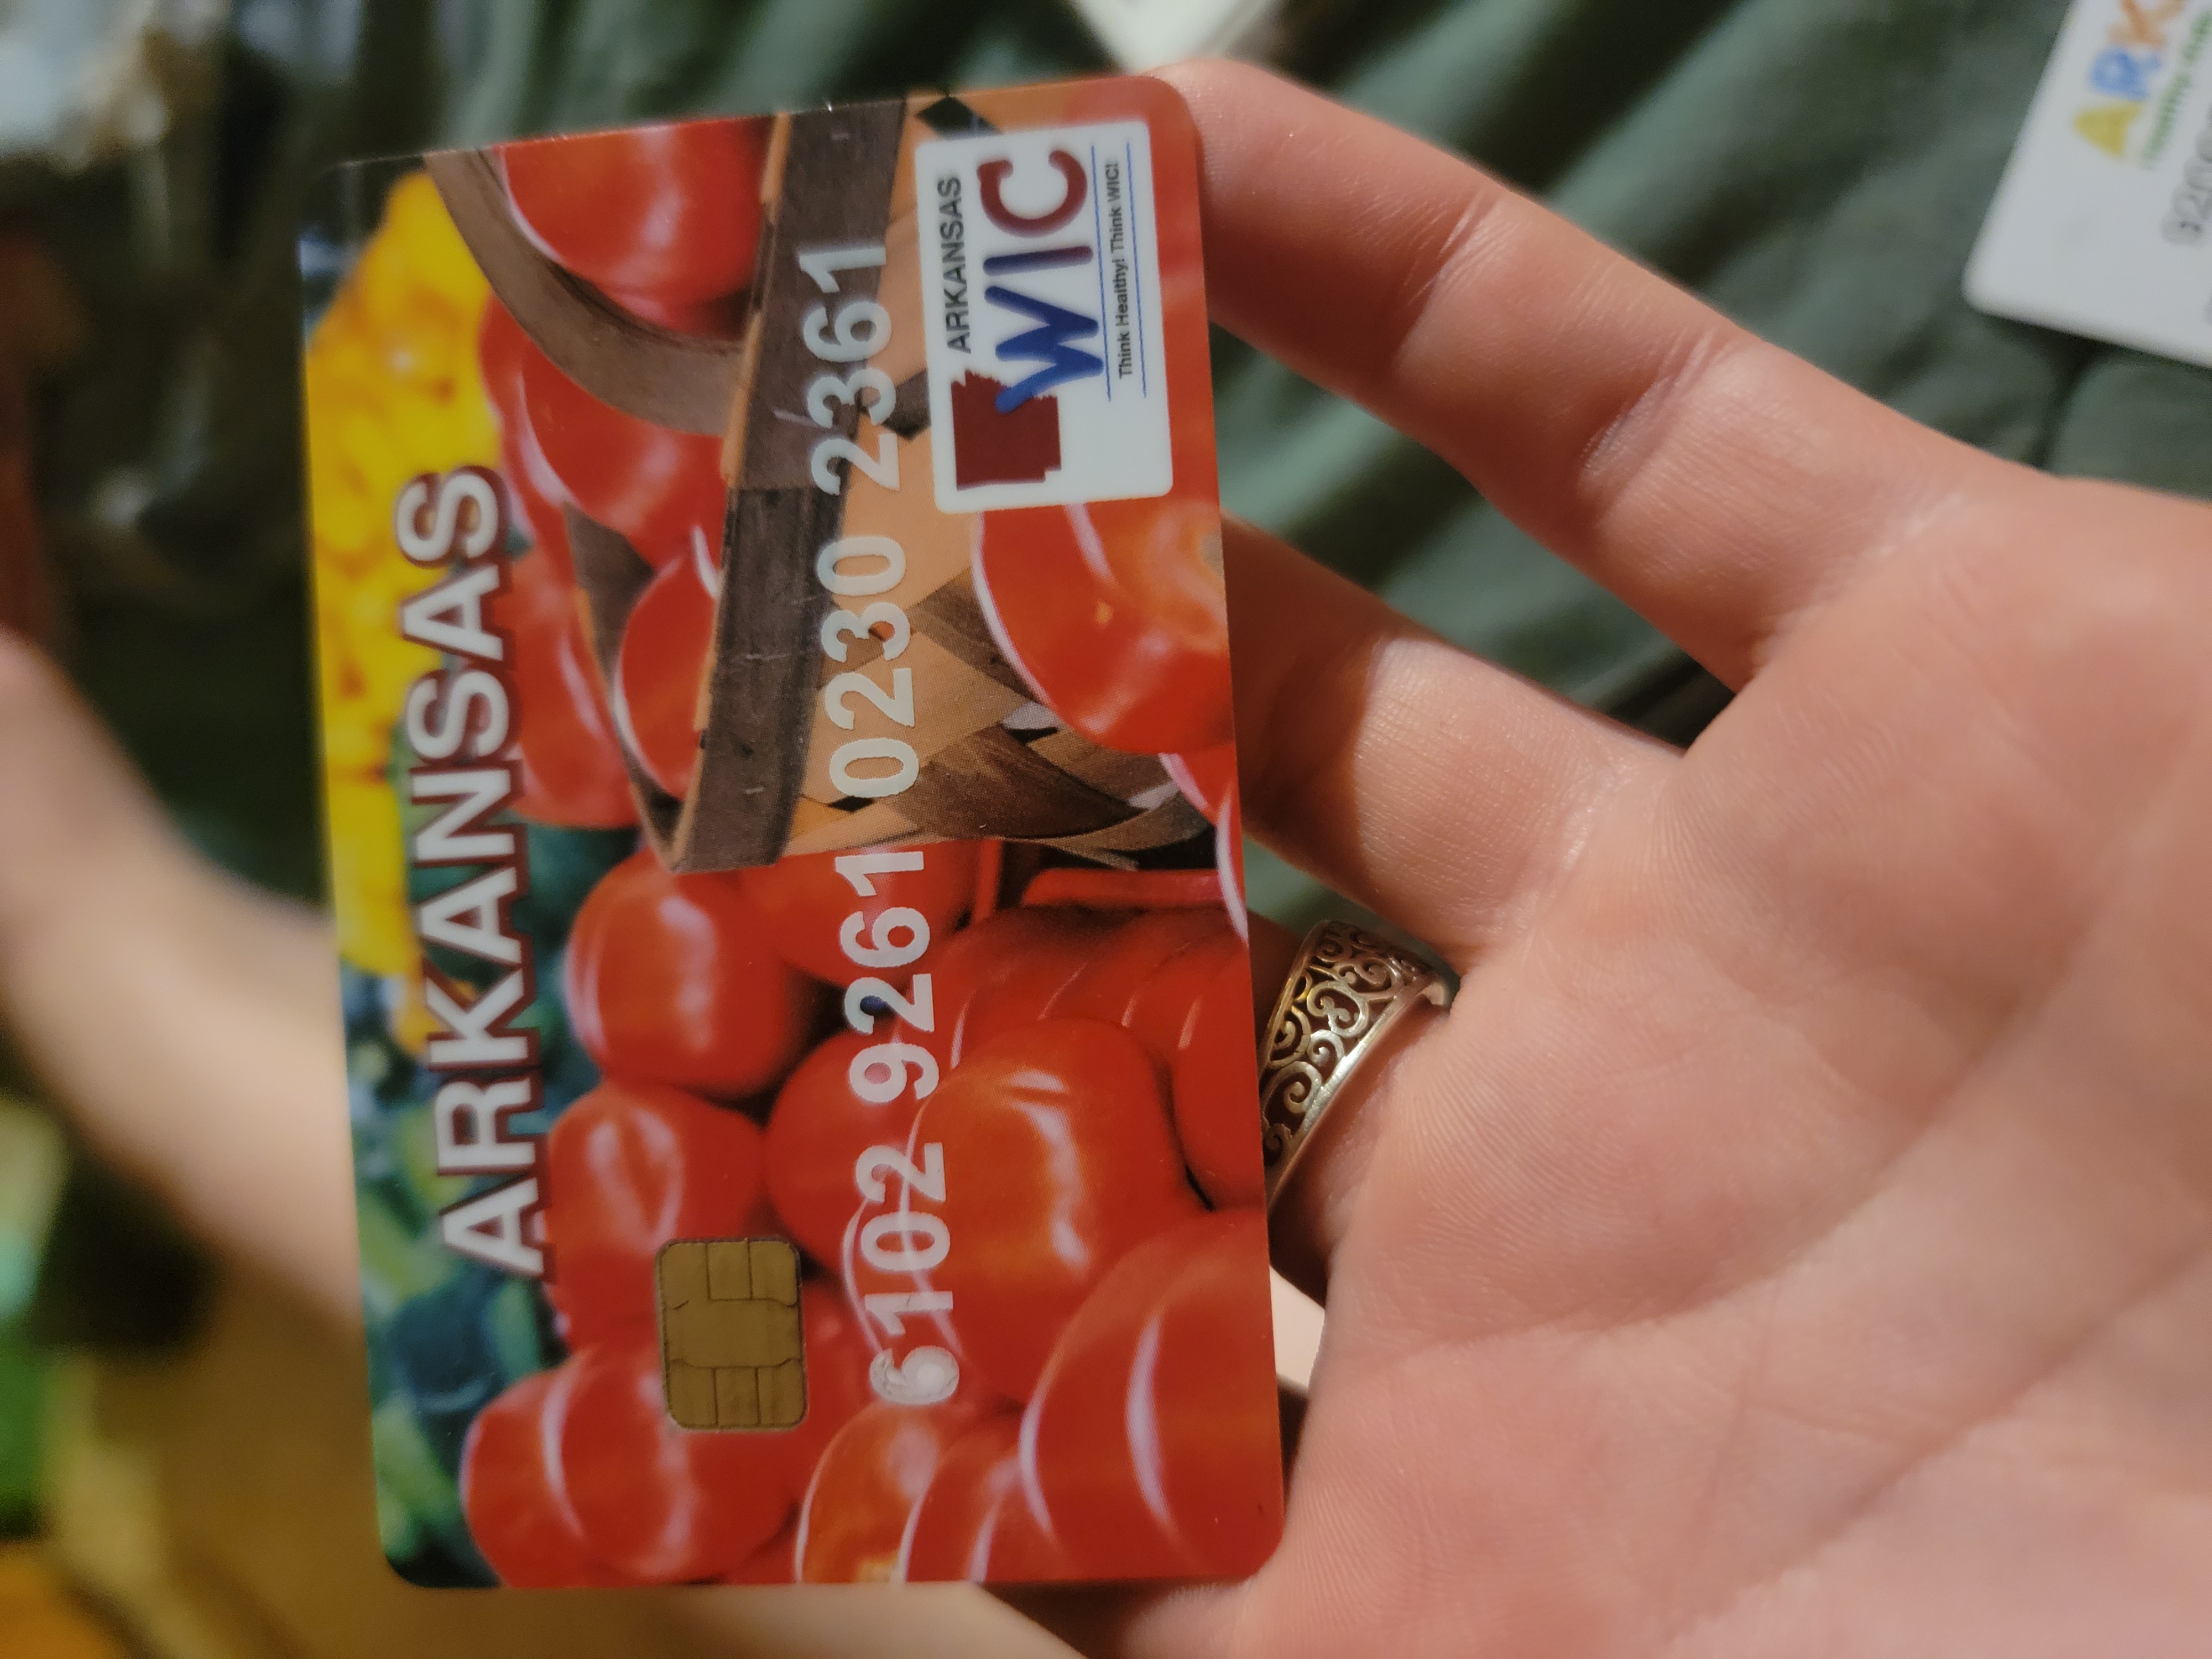 ARKANSAS
6102 9261 0230 2361
ARKANSAS
WIC
Think Healthy! Think WIC!